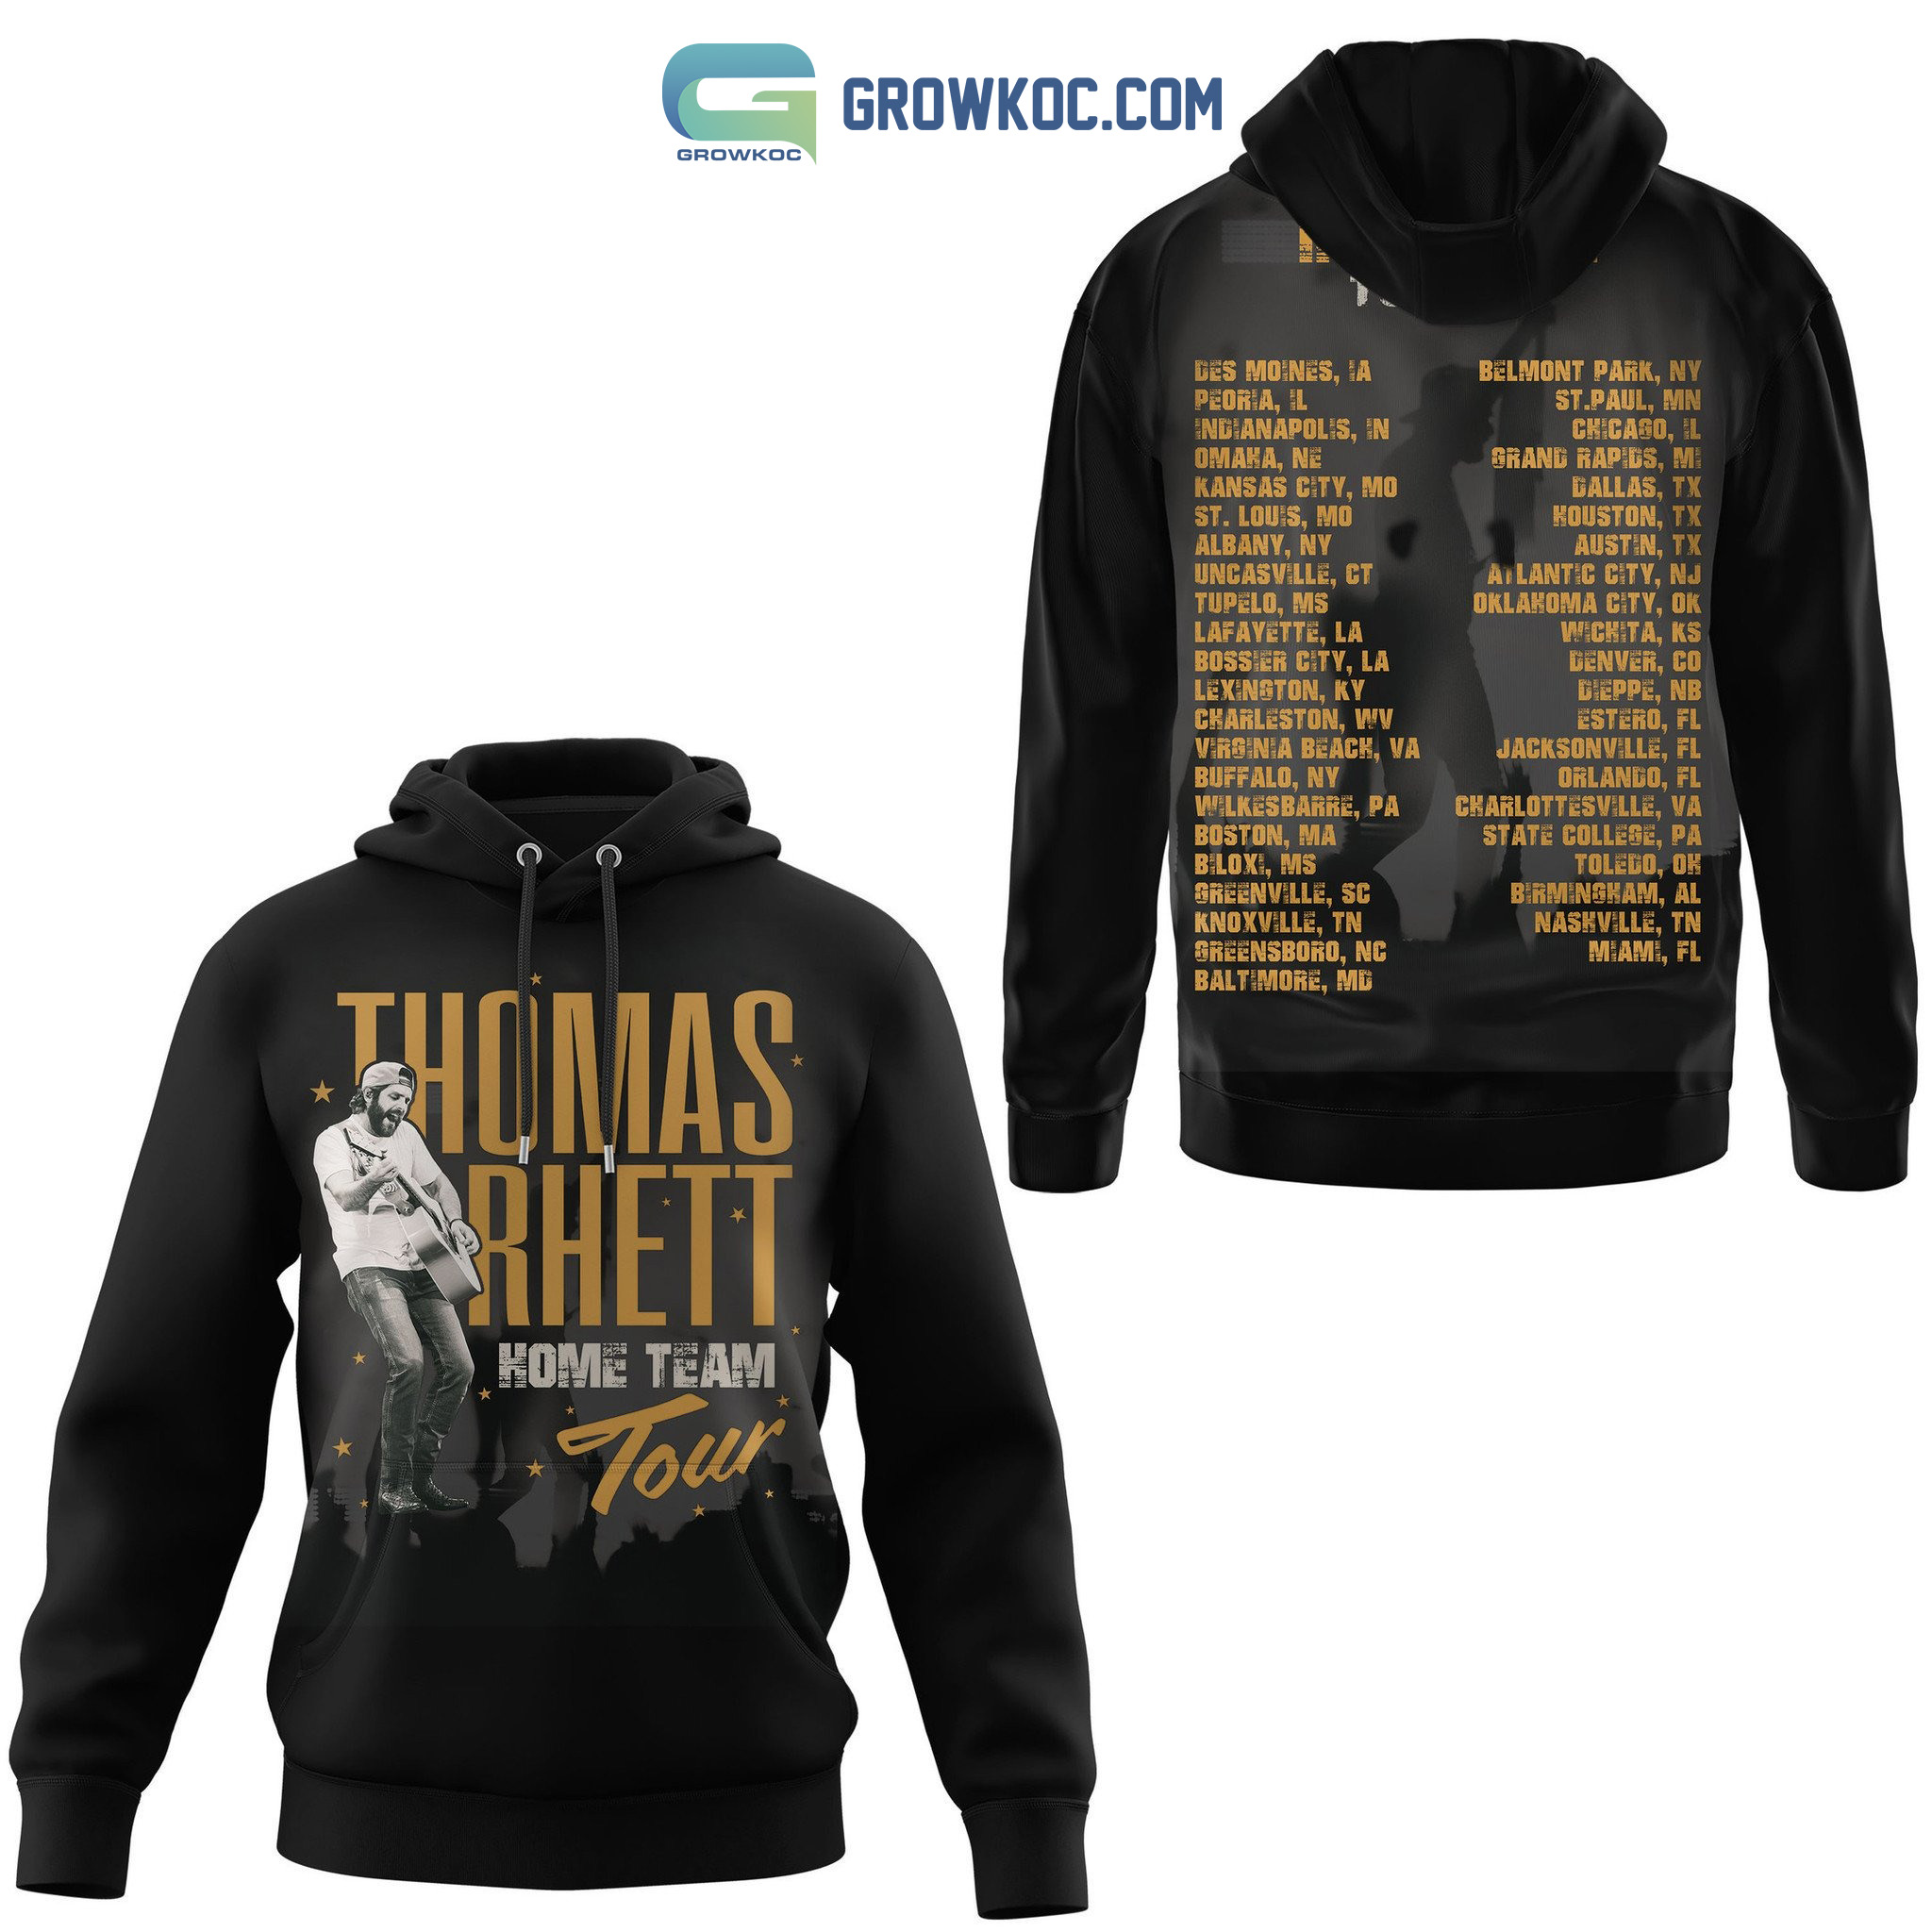 GROWKOC
GROWKOC.COM
DES MOINES, IA
PEORIA, IL
INDIANAPOLIS, IN
OMAHA, NE
KANSAS CITY, MO
ST. LOUIS, MO
ALBANY, NY
UNCASVILLE, CT
TUPELO, MS
LAFAYETTE, LA
BOSSIER CITY, LA
LEXINGTON, KY
CHARLESTON, WV
VIRGINIA BEACH, VA
BUFFALO, NY
WILKESBARRE, PA
BOSTON, MA
BILOXI, MS
GREENVILLE, SC
KNOXVILLE, TN
GREENSBORO, NC
BALTIMORE, MD
BELMONT PARK, NY
ST.PAUL, MN
CHICAGO, IL
GRAND RAPIDS, MI
DALLAS, TX
HOUSTON, TX
AUSTIN, TX
ATLANTIC CITY, NJ
OKLAHOMA CITY, OK
WICHITA, KS
DENVER, CO
DIEPPE, NB
ESTERO, FL
JACKSONVILLE, FL
ORLANDO, FL
CHARLOTTESVILLE, VA
STATE COLLEGE, PA
TOLEDO, OH
BIRMINGHAM, AL
NASHVILLE, TN
MIAMI, FL
THOMAS
RHETT
HOME TEAM
Tour